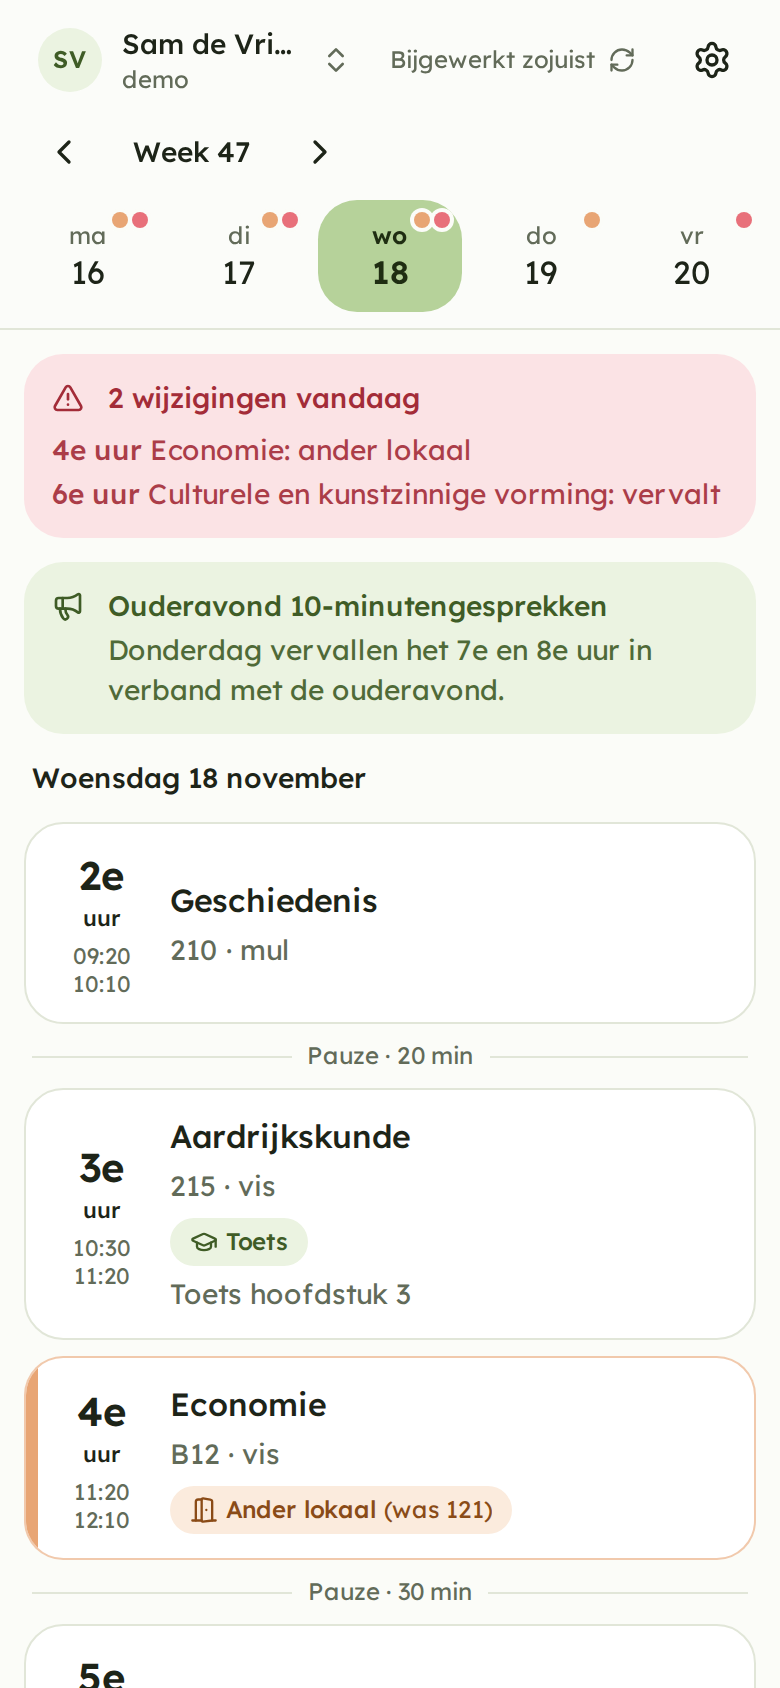 SV
Sam de Vri...
demo
Bijgewerkt zojuist
Week 47
ma
16
di
17
wo
18
do
19
vr
20
2 wijzigingen vandaag
4e uur Economie: ander lokaal
6e uur Culturele en kunstzinnige vorming: vervalt
Ouderavond 10-minutengesprekken
Donderdag vervallen het 7e en 8e uur in
verband met de ouderavond.
Woensdag 18 november
2e
uur
09:20
10:10
Geschiedenis
210 · mul
Pauze · 20 min
3e
uur
10:30
11:20
Aardrijkskunde
215 · vis
Toets
Toets hoofdstuk 3
4e
uur
11:20
12:10
Economie
B12 · vis
Ander lokaal (was 121)
Pauze · 30 min
5e